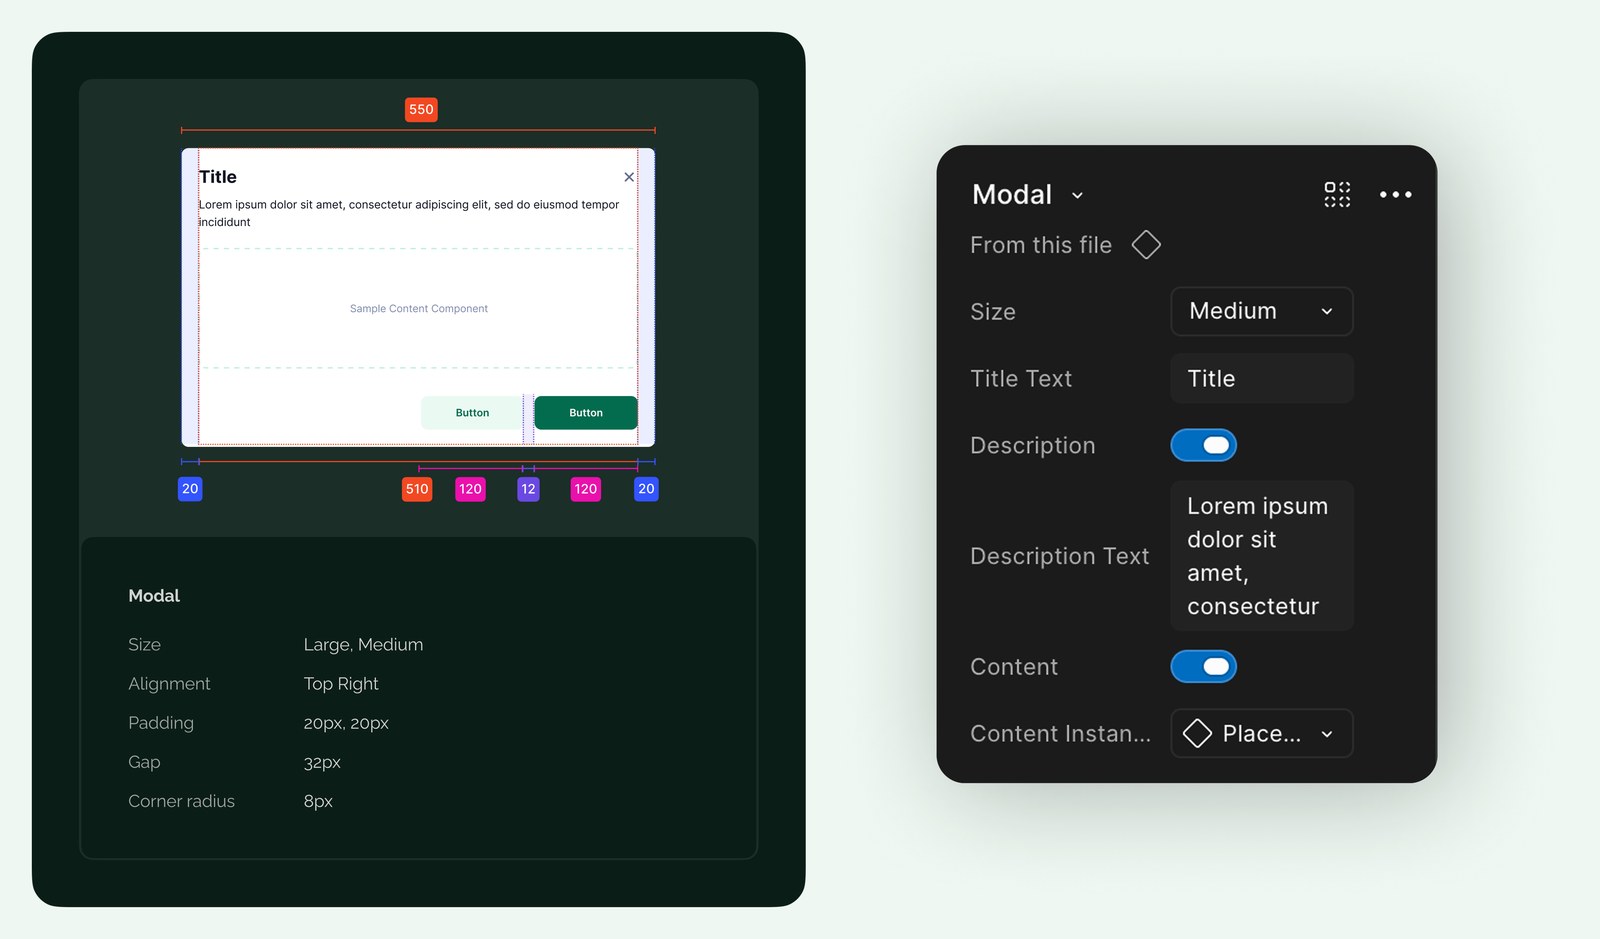 550
Title
Lorem ipsum dolor sit amet, consectetur adipiscing elit, sed do eiusmod tempor
incididunt
Sample Content Component
Button Button
20 510 120 12 120 20
Modal
Size Large, Medium
Alignment Top Right
Padding 20px, 20px
Gap 32px
Corner radius 8px
Modal
From this file
Size Medium
Title Text Title
Description
Description Text
Lorem ipsum
dolor sit
amet,
consectetur
Content
Content Instan... Place...